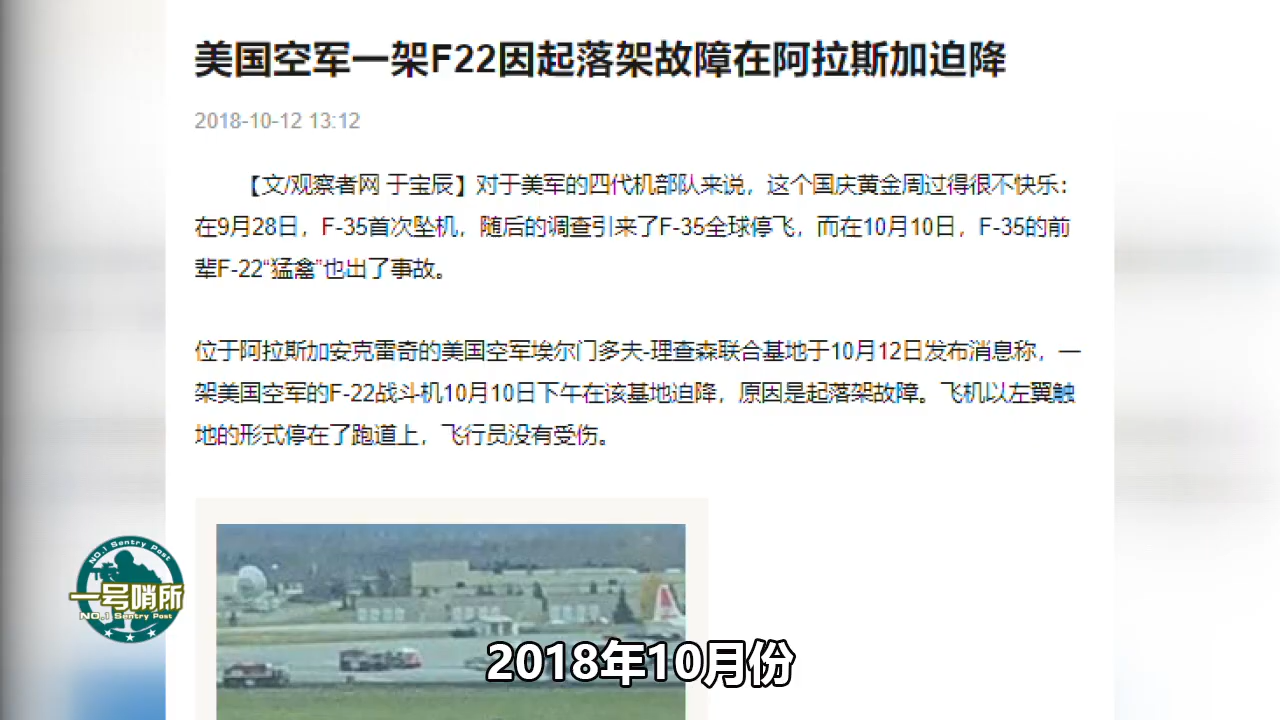 美国空军一架F22因起落架故障在阿拉斯加迫降
2018-10-12 13:12
【文/观察者网 于宝辰】对于美军的四代机部队来说，这个国庆黄金周过得很不快乐：
在9月28日，F-35首次坠机，随后的调查引来了F-35全球停飞，而在10月10日，F-35的前
辈F-22“猛禽”也出了事故。
位于阿拉斯加安克雷奇的美国空军埃尔门多夫-理查森联合基地于10月12日发布消息称，一
架美国空军的F-22战斗机10月10日下午在该基地迫降，原因是起落架故障。飞机以左翼触
地的形式停在了跑道上，飞行员没有受伤。
NO.1 Sentry Post
一号哨所
NO.1 Sentry Post
2018年10月份